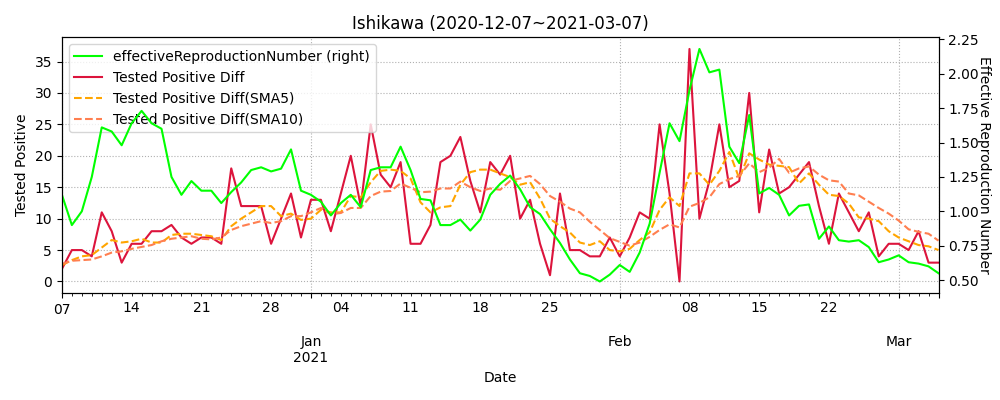 Ishikawa (2020-12-07~2021-03-07)
effectiveReproductionNumber (right)
Tested Positive Diff
Tested Positive Diff(SMA5)
Tested Positive Diff(SMA10)
Tested Positive
35
30
25
20
15
10
5
0
Effective Reproduction Number
2.25
2.00
1.75
1.50
1.25
1.00
0.75
0.50
07 14 21 28 04 11 18 25 08 15 22
Jan Feb Mar
2021
Date